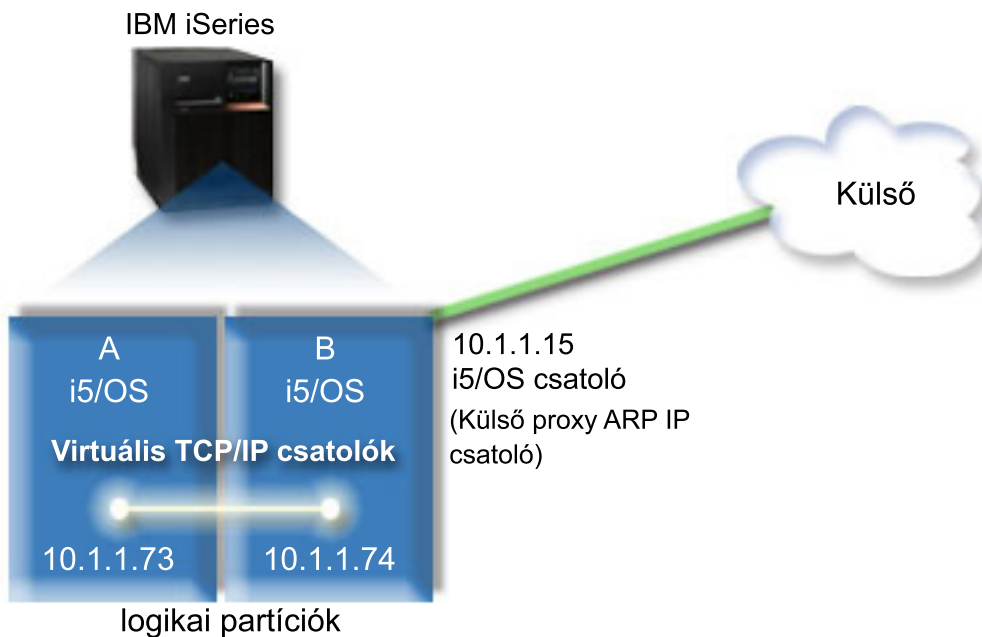 IBM iSeries
Külső
A
i5/OS
B
i5/OS
10.1.1.15
i5/OS csatoló
(Külső proxy ARP IP
csatoló)
Virtuális TCP/IP csatolók
10.1.1.73
10.1.1.74
logikai partíciók